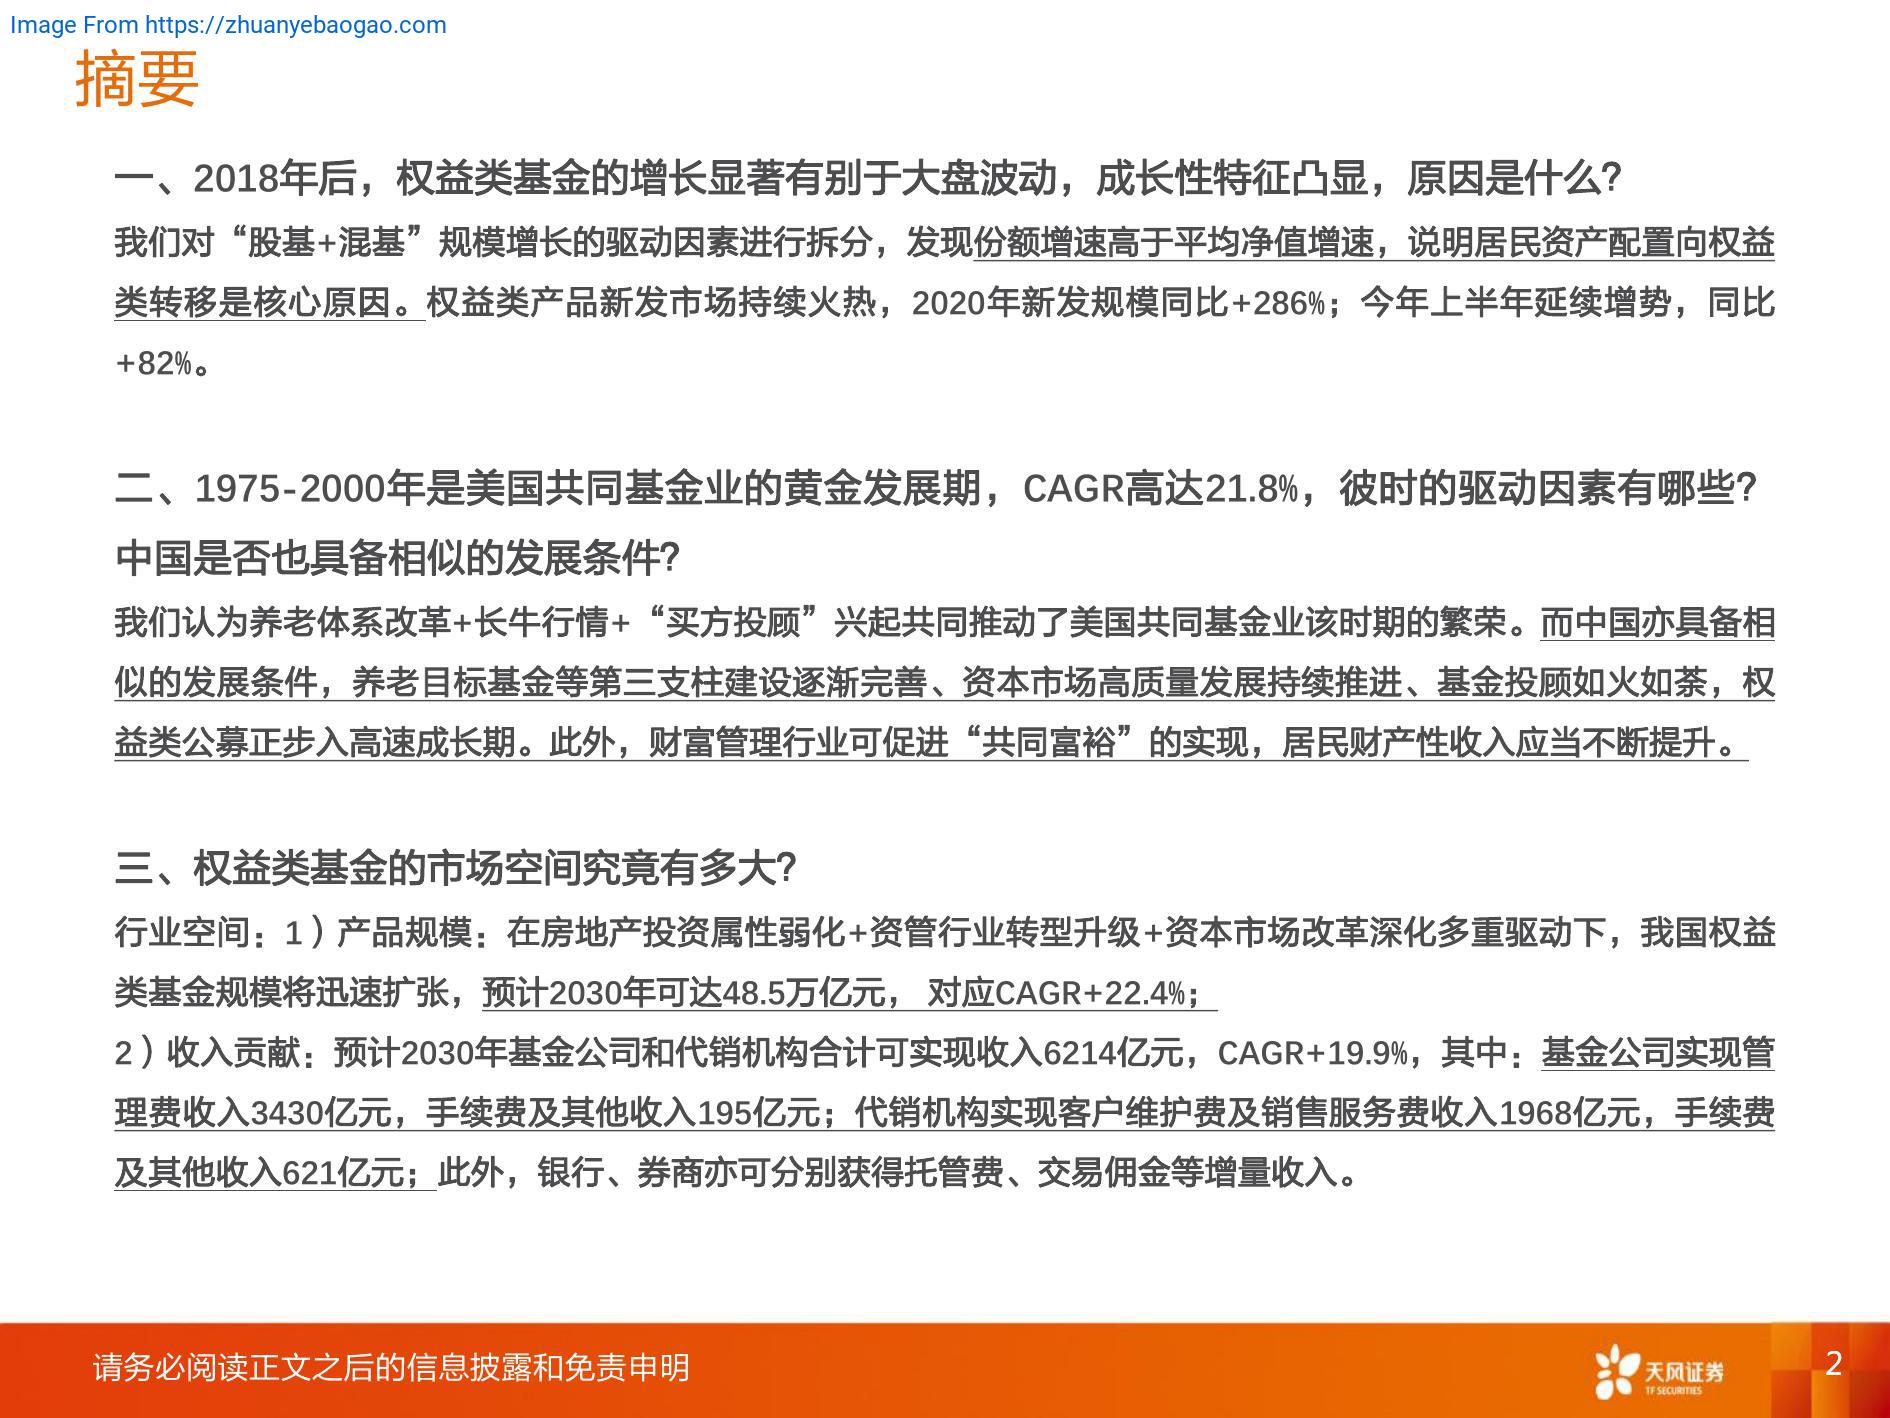 Image From https://zhuanyebaogao.com
摘要
一、2018年后，权益类基金的增长显著有别于大盘波动，成长性特征凸显，原因是什么？
我们对“股基+混基”规模增长的驱动因素进行拆分，发现份额增速高于平均净值增速，说明居民资产配置向权益
类转移是核心原因。权益类产品新发市场持续火热，2020年新发规模同比+286%；今年上半年延续增势，同比
+82%。
二、1975-2000年是美国共同基金业的黄金发展期，CAGR高达21.8%，彼时的驱动因素有哪些？
中国是否也具备相似的发展条件？
我们认为养老体系改革+长牛行情+“买方投顾”兴起共同推动了美国共同基金业该时期的繁荣。而中国亦具备相
似的发展条件，养老目标基金等第三支柱建设逐渐完善、资本市场高质量发展持续推进、基金投顾如火如荼，权
益类公募正步入高速成长期。此外，财富管理行业可促进“共同富裕”的实现，居民财产性收入应当不断提升。
三、权益类基金的市场空间究竟有多大？
行业空间：1）产品规模：在房地产投资属性弱化+资管行业转型升级+资本市场改革深化多重驱动下，我国权益
类基金规模将迅速扩张，预计2030年可达48.5万亿元， 对应CAGR+22.4%；
2）收入贡献：预计2030年基金公司和代销机构合计可实现收入6214亿元，CAGR+19.9%，其中：基金公司实现管
理费收入3430亿元，手续费及其他收入195亿元；代销机构实现客户维护费及销售服务费收入1968亿元，手续费
及其他收入621亿元；此外，银行、券商亦可分别获得托管费、交易佣金等增量收入。
请务必阅读正文之后的信息披露和免责申明
天风证券
TF SECURITIES
2